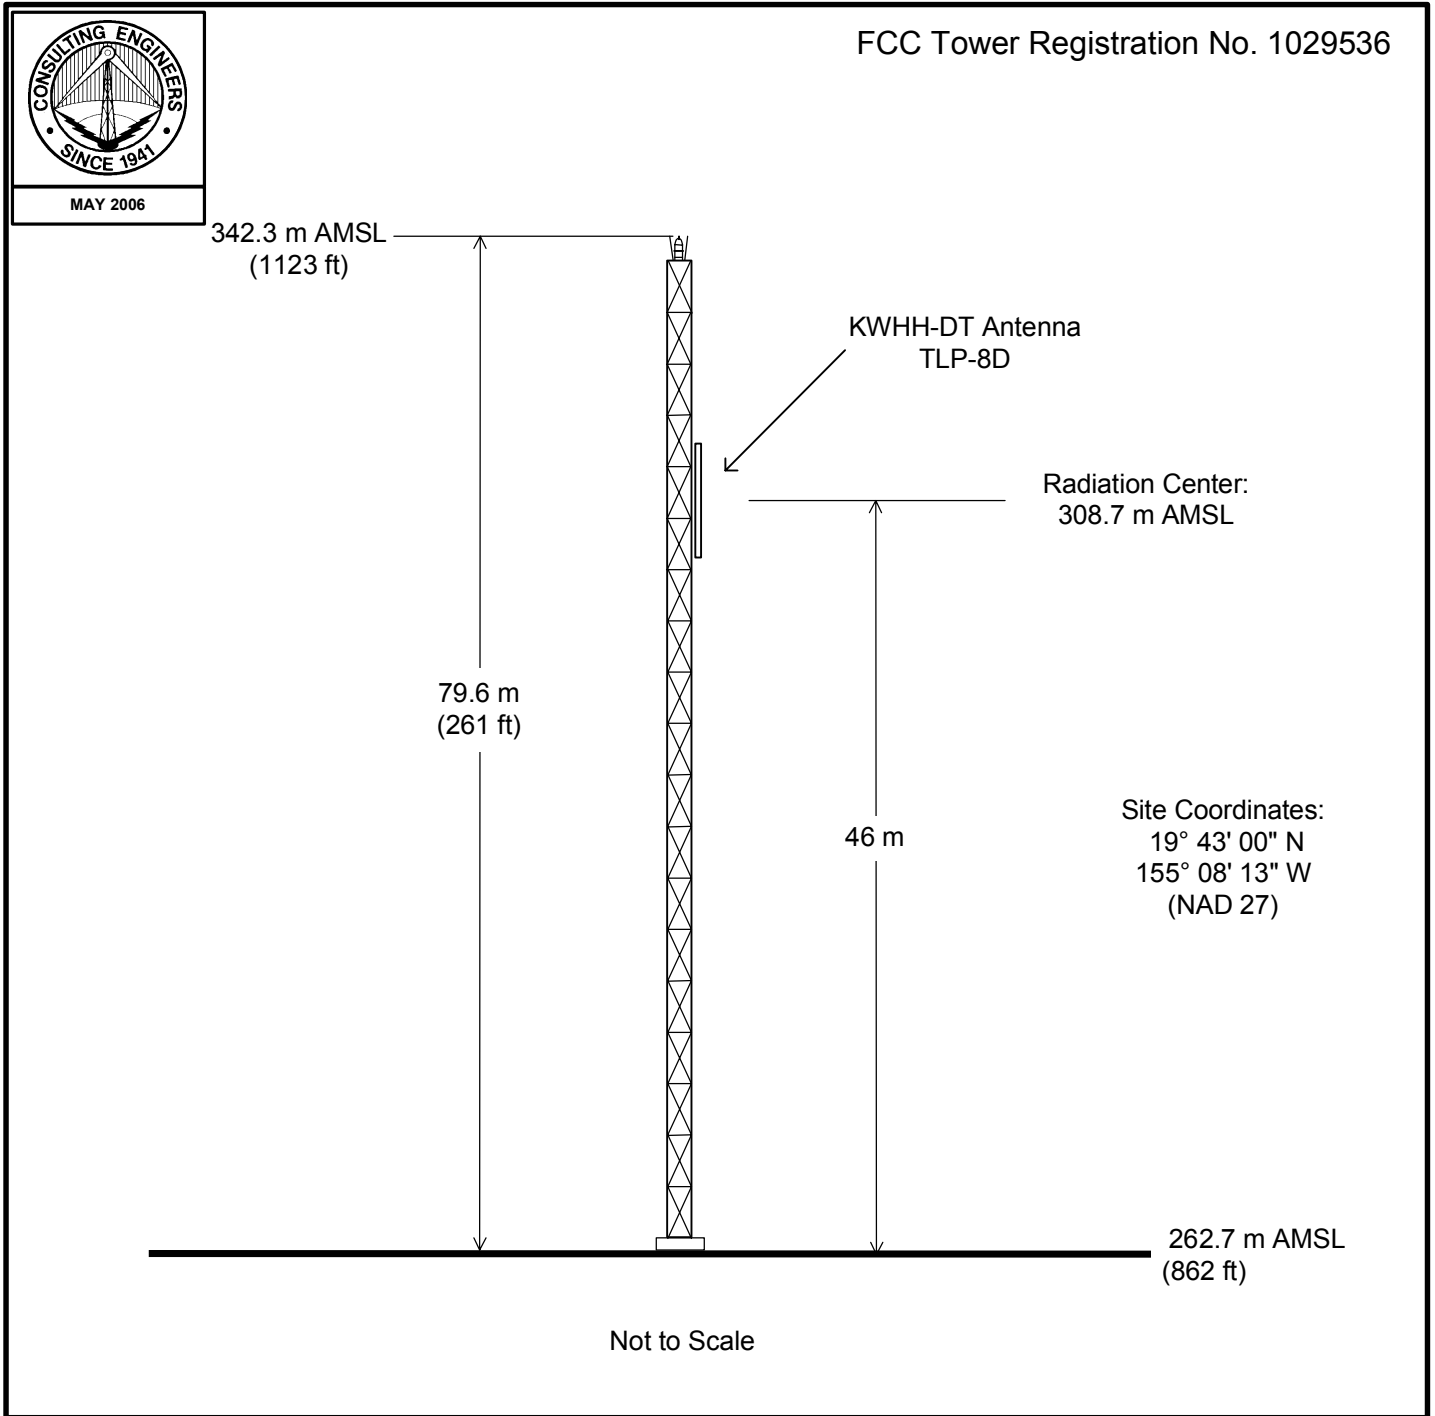 CONSULTING ENGINEERS
SINCE 1941
MAY 2006
FCC Tower Registration No. 1029536
342.3 m AMSL
(1123 ft)
KWHH-DT Antenna
TLP-8D
Radiation Center:
308.7 m AMSL
79.6 m
(261 ft)
46 m
Site Coordinates:
19° 43' 00" N
155° 08' 13" W
(NAD 27)
262.7 m AMSL
(862 ft)
Not to Scale